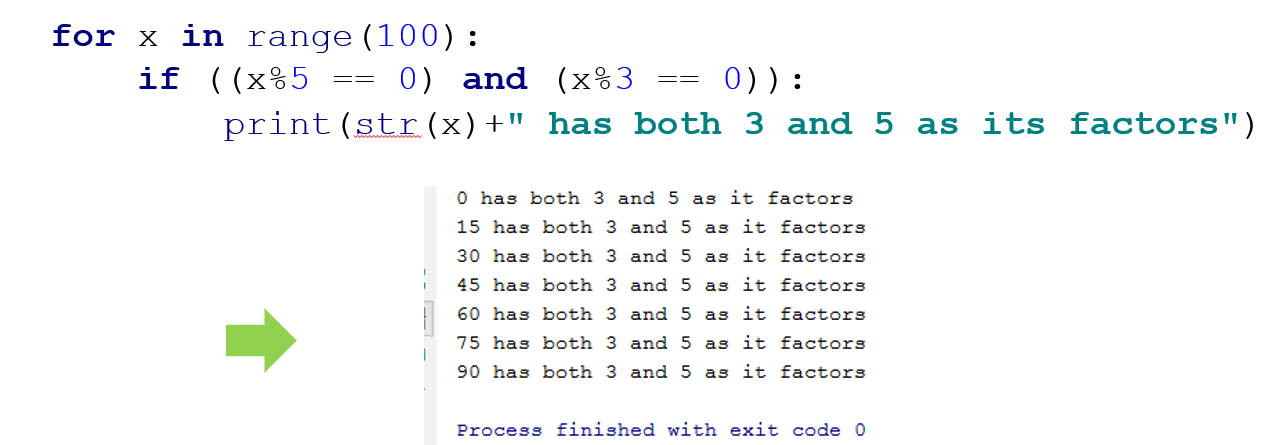 for x in range(100):
if ((x%5 == 0) and (x%3 == 0)):
print(str(x)+" has both 3 and 5 as its factors")
0 has both 3 and 5 as it factors
15 has both 3 and 5 as it factors
30 has both 3 and 5 as it factors
45 has both 3 and 5 as it factors
60 has both 3 and 5 as it factors
75 has both 3 and 5 as it factors
90 has both 3 and 5 as it factors
Process finished with exit code 0